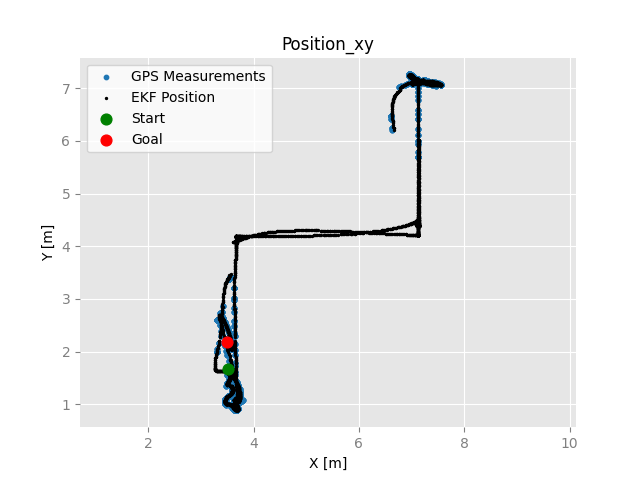 Position_xy
GPS Measurements
EKF Position
Start
Goal
7
6
5
4
3
2
1
Y [m]
2
4
6
8
10
X [m]